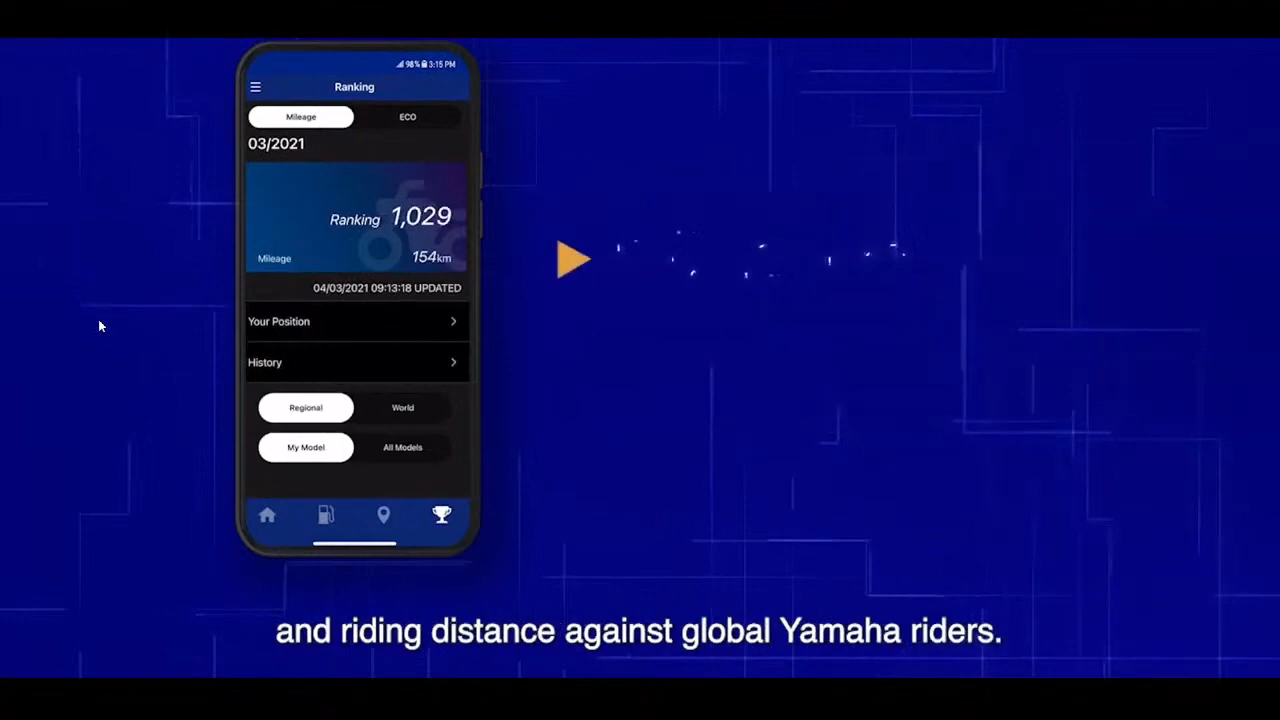 98% 3:15 PM
Ranking
Mileage ECO
03/2021
Ranking 1,029
Mileage 154km
04/03/2021 09:13:18 UPDATED
Your Position
History
Regional World
My Model All Models
and riding distance against global Yamaha riders.